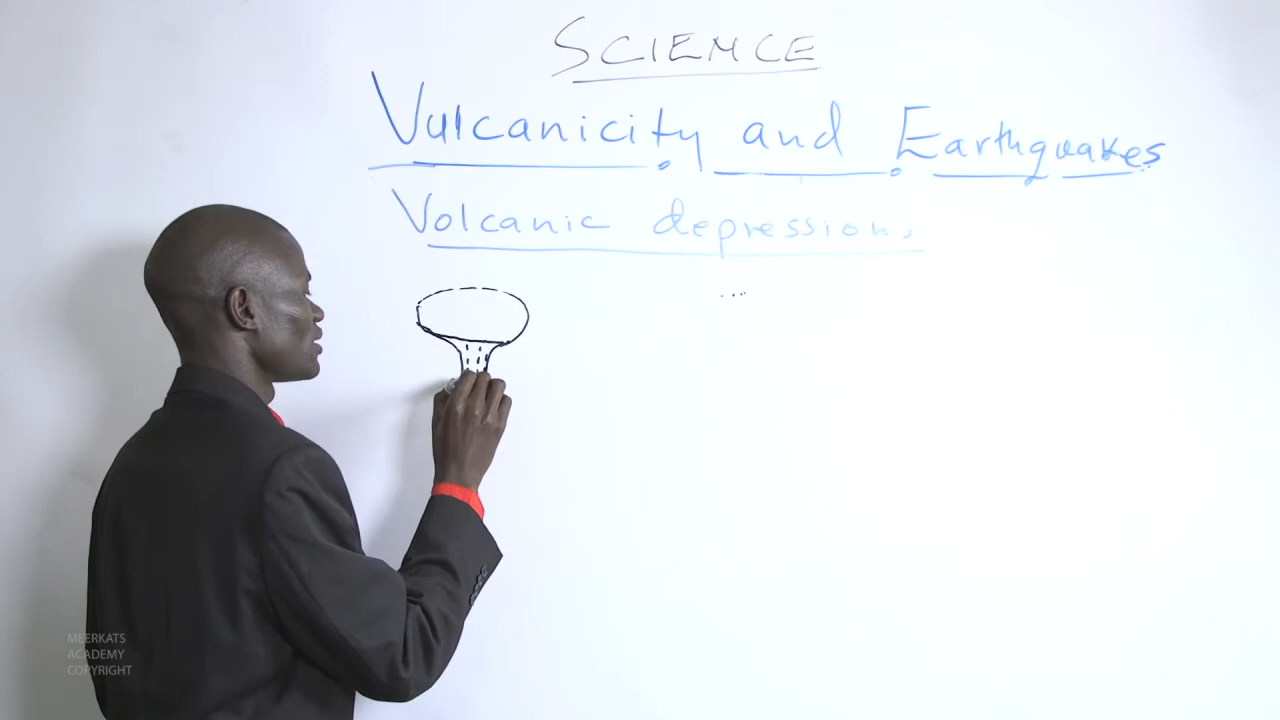 SCIENCE
Vulcanicity and Earthquakes
Volcanic depressions
MEERKATS
ACADEMY
COPYRIGHT